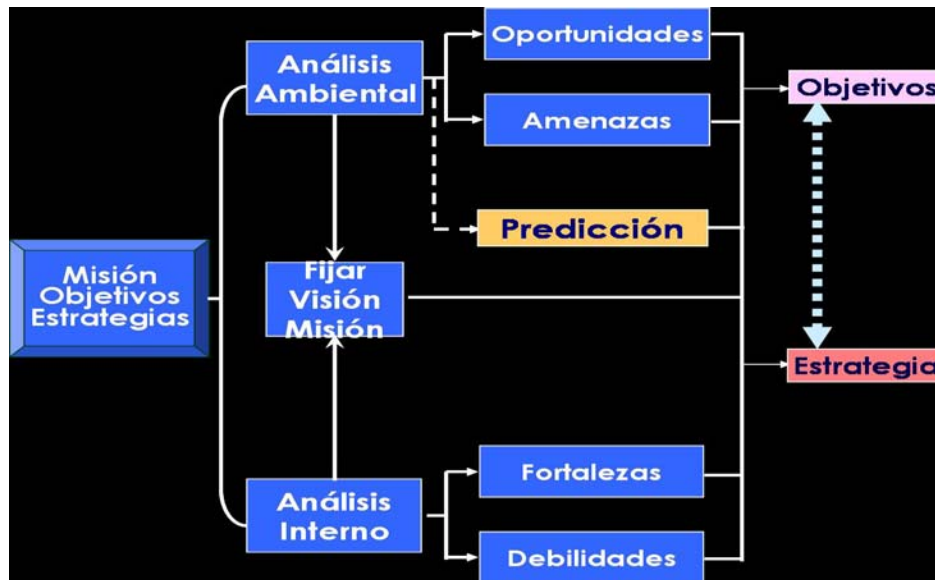 Oportunidades
Análisis
Ambiental
Objetivos
Amenazas
Predicción
Misión
Objetivos
Estrategias
Fijar
Visión
Misión
Estrategia
Fortalezas
Análisis
Interno
Debilidades